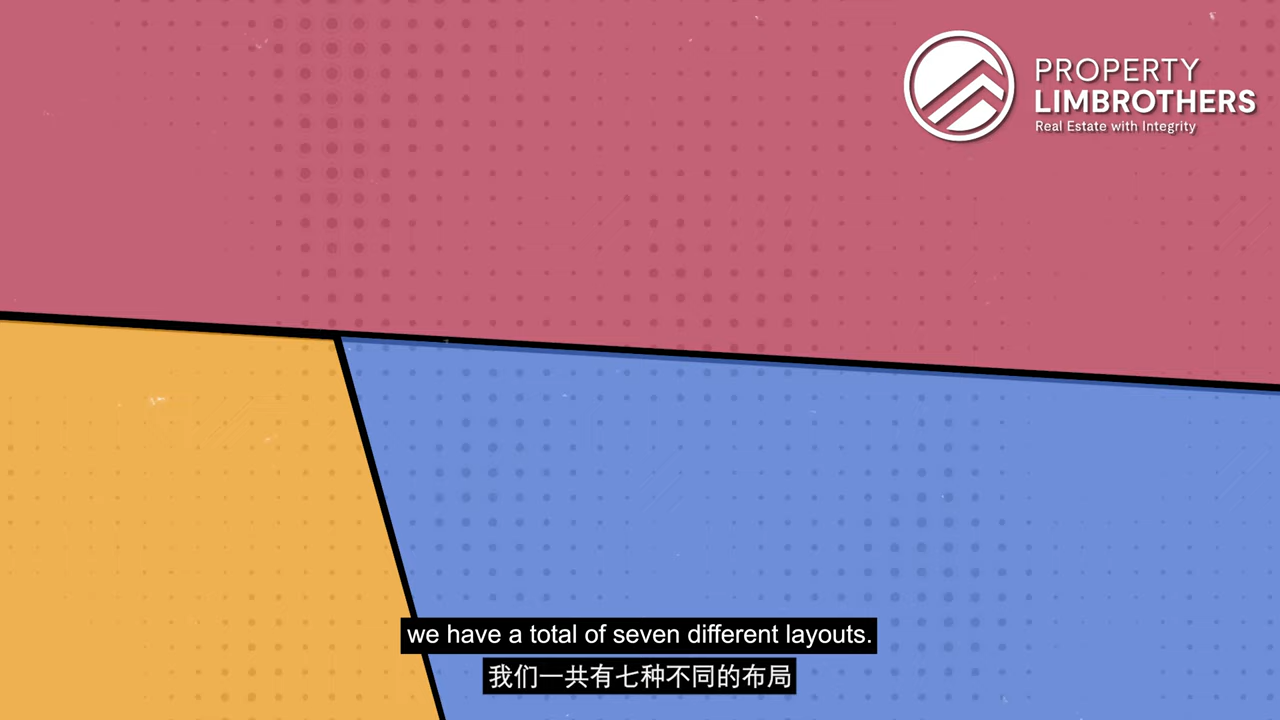 PROPERTY
LIMBROTHERS
Real Estate with Integrity
we have a total of seven different layouts.
我们一共有七种不同的布局